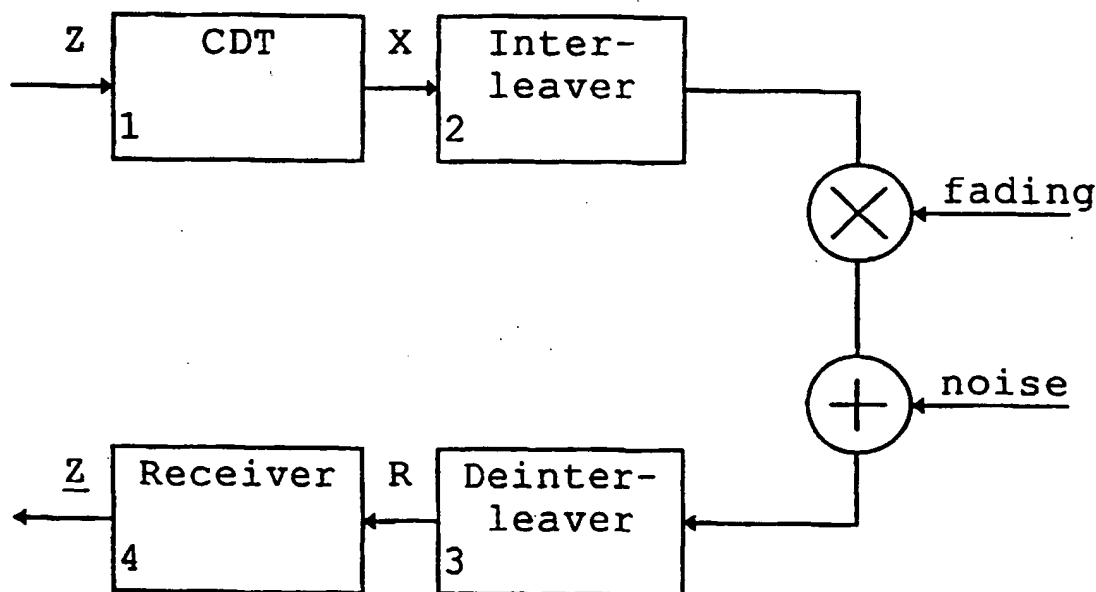 Z
CDT
1
X
Inter-
leaver
2
fading
noise
Z
Receiver
4
R
Deinter-
leaver
3